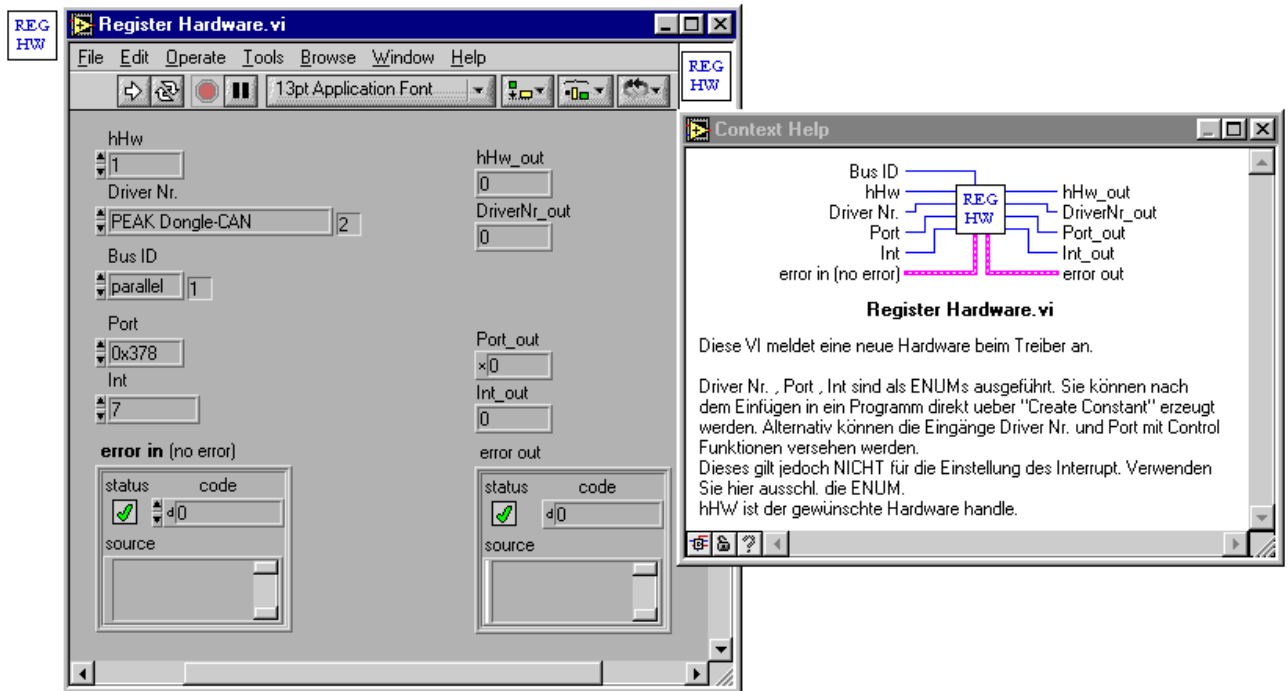 REG
HW
Register Hardware.vi
File Edit Operate Tools Browse Window Help
REG
HW
13pt Application Font
hHw
1
Driver Nr.
PEAK Dongle-CAN 2
Bus ID
parallel 1
Port
0x378
Int
7
error in (no error)
status code
d0
source
hHw_out
0
DriverNr_out
0
Port_out
x0
Int_out
0
error out
status code
d0
source
Context Help
Bus ID
hHw
Driver Nr.
Port
Int
error in (no error)
REG
HW
hHw_out
DriverNr_out
Port_out
Int_out
error out
Register Hardware.vi
Diese VI meldet eine neue Hardware beim Treiber an.
Driver Nr. , Port , Int sind als ENUMs ausgeführt. Sie können nach
dem Einfügen in ein Programm direkt ueber "Create Constant" erzeugt
werden. Alternativ können die Eingänge Driver Nr. und Port mit Control
Funktionen versehen werden.
Dieses gilt jedoch NICHT für die Einstellung des Interrupt. Verwenden
Sie hier ausschl. die ENUM.
hHW ist der gewünschte Hardware handle.
?